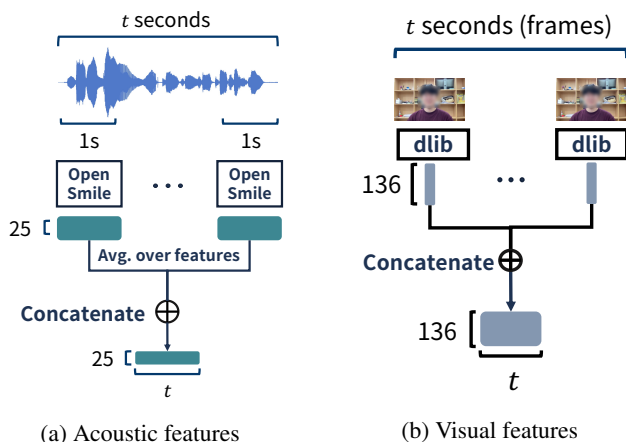 t seconds
1s
1s
Open
Smile
...
Open
Smile
25
Avg. over features
Concatenate
25
t
(a) Acoustic features
t seconds (frames)
dlib
dlib
136
...
Concatenate
136
t
(b) Visual features